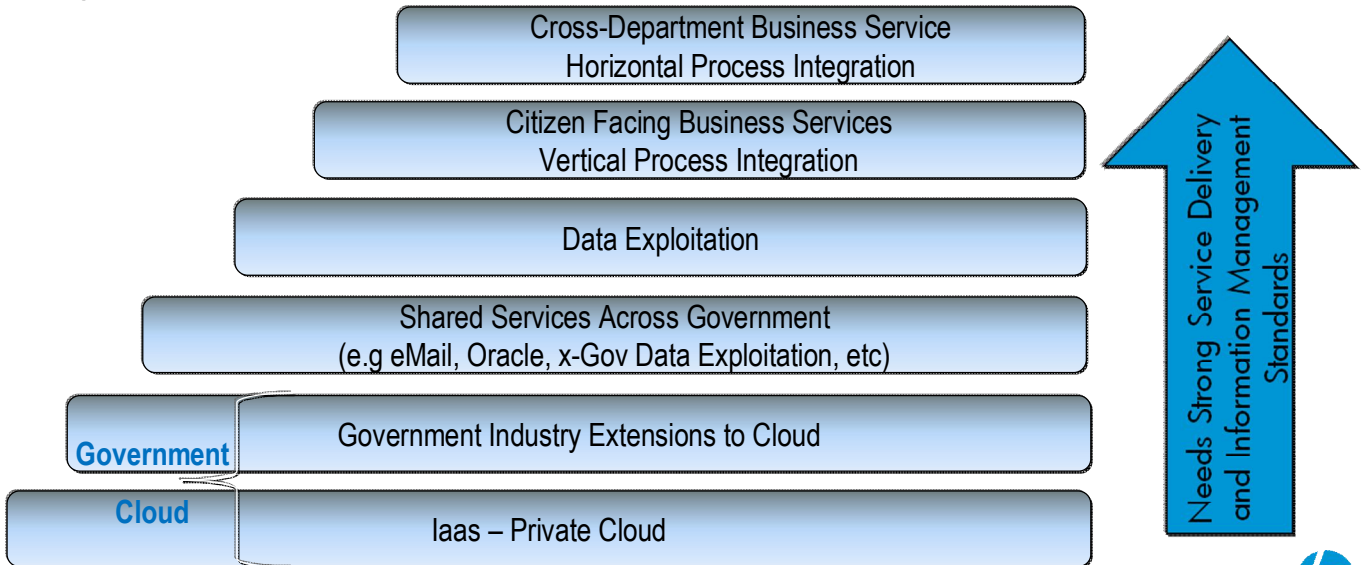 Cross-Department Business Service
Horizontal Process Integration
Citizen Facing Business Services
Vertical Process Integration
Data Exploitation
Shared Services Across Government
(e.g eMail, Oracle, x-Gov Data Exploitation, etc)
Government Industry Extensions to Cloud
Government
Cloud
Iaas – Private Cloud
Needs Strong Service Delivery
and Information Management
Standards